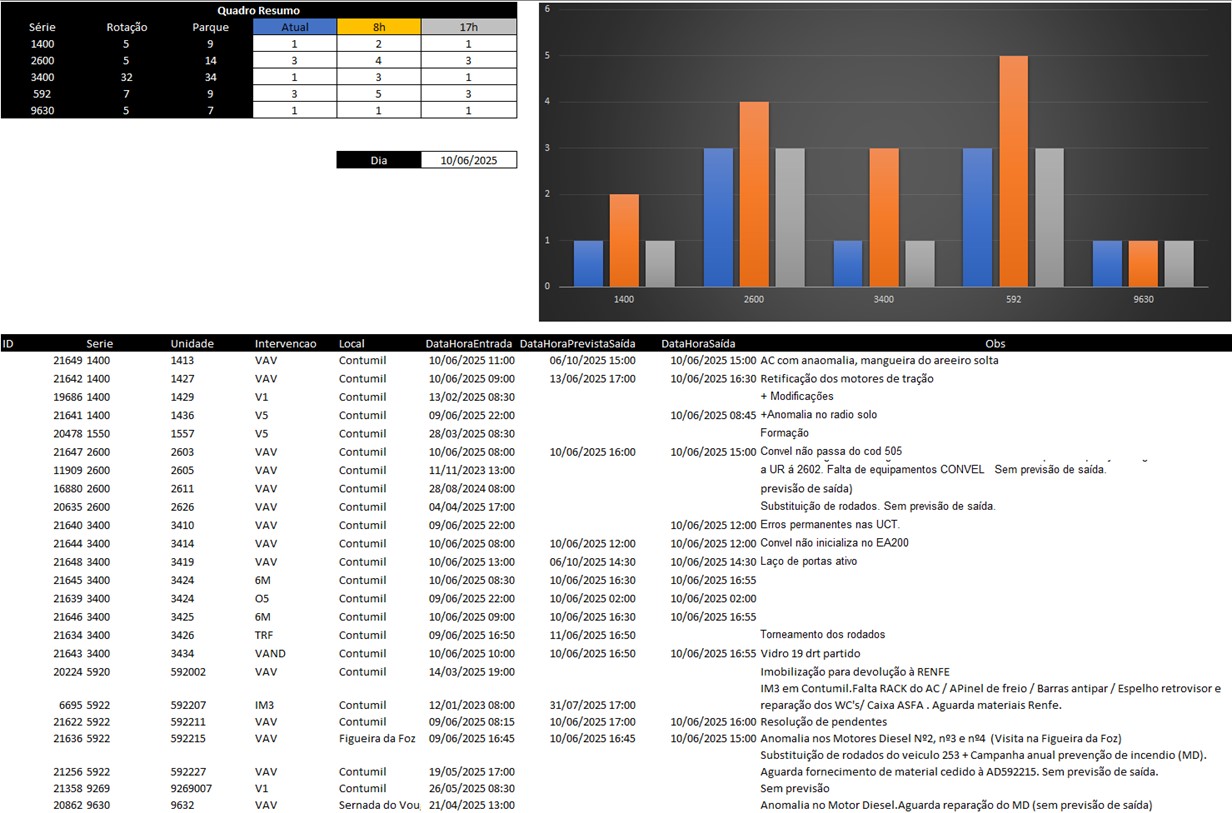 Quadro Resumo
Série Rotação Parque Atual 8h 17h
1400 5 9 1 2 1
2600 5 14 3 4 3
3400 32 34 1 3 1
592 7 9 3 5 3
9630 5 7 1 1 1
Dia 10/06/2025
6
5
4
3
2
1
0
1400 2600 3400 592 9630
ID Serie Unidade Intervencao Local DataHoraEntrada DataHoraPrevistaSaída DataHoraSaída Obs
21649 1400 1413 VAV Contumil 10/06/2025 11:00 06/10/2025 15:00 10/06/2025 15:00 AC com anaomalia, mangueira do areeiro solta
21642 1400 1427 VAV Contumil 10/06/2025 09:00 13/06/2025 17:00 10/06/2025 16:30 Retificação dos motores de tração
19686 1400 1429 V1 Contumil 13/02/2025 08:30 + Modificações
21641 1400 1436 V5 Contumil 09/06/2025 22:00 10/06/2025 08:45 +Anomalia no radio solo
20478 1550 1557 V5 Contumil 28/03/2025 08:30 Formação
21647 2600 2603 VAV Contumil 10/06/2025 08:00 10/06/2025 16:00 10/06/2025 15:00 Convel não passa do cod 505
11909 2600 2605 VAV Contumil 11/11/2023 13:00 a UR á 2602. Falta de equipamentos CONVEL Sem previsão de saída.
16880 2600 2611 VAV Contumil 28/08/2024 08:00 previsão de saída)
20635 2600 2626 VAV Contumil 04/04/2025 17:00 Substituição de rodados. Sem previsão de saída.
21640 3400 3410 VAV Contumil 09/06/2025 22:00 10/06/2025 12:00 Erros permanentes nas UCT.
21644 3400 3414 VAV Contumil 10/06/2025 08:00 10/06/2025 12:00 10/06/2025 12:00 Convel não inicializa no EA200
21648 3400 3419 VAV Contumil 10/06/2025 13:00 06/10/2025 14:30 10/06/2025 14:30 Laço de portas ativo
21645 3400 3424 6M Contumil 10/06/2025 08:30 10/06/2025 16:30 10/06/2025 16:55
21639 3400 3424 O5 Contumil 09/06/2025 22:00 10/06/2025 02:00 10/06/2025 02:00
21646 3400 3425 6M Contumil 10/06/2025 09:00 10/06/2025 16:30 10/06/2025 16:55
21634 3400 3426 TRF Contumil 09/06/2025 16:50 11/06/2025 16:50 Torneamento dos rodados
21643 3400 3434 VAND Contumil 10/06/2025 10:00 10/06/2025 16:50 10/06/2025 16:55 Vidro 19 drt partido
20224 5920 592002 VAV Contumil 14/03/2025 19:00 Imobilização para devolução à RENFE
IM3 em Contumil.Falta RACK do AC / APinel de freio / Barras antipar / Espelho retrovisor e
6695 5922 592207 IM3 Contumil 12/01/2023 08:00 31/07/2025 17:00 reparação dos WC's/ Caixa ASFA . Aguarda materiais Renfe.
21622 5922 592211 VAV Contumil 09/06/2025 08:15 10/06/2025 17:00 10/06/2025 16:00 Resolução de pendentes
21636 5922 592215 VAV Figueira da Foz 09/06/2025 16:45 10/06/2025 16:45 10/06/2025 15:00 Anomalia nos Motores Diesel Nº2, nº3 e nº4 (Visita na Figueira da Foz)
Substituição de rodados do veiculo 253 + Campanha anual prevenção de incendio (MD).
21256 5922 592227 VAV Contumil 19/05/2025 17:00 Aguarda fornecimento de material cedido à AD592215. Sem previsão de saída.
21358 9269 9269007 V1 Contumil 26/05/2025 08:30 Sem previsão
20862 9630 9632 VAV Sernada do Vou 21/04/2025 13:00 Anomalia no Motor Diesel.Aguarda reparação do MD (sem previsão de saída)